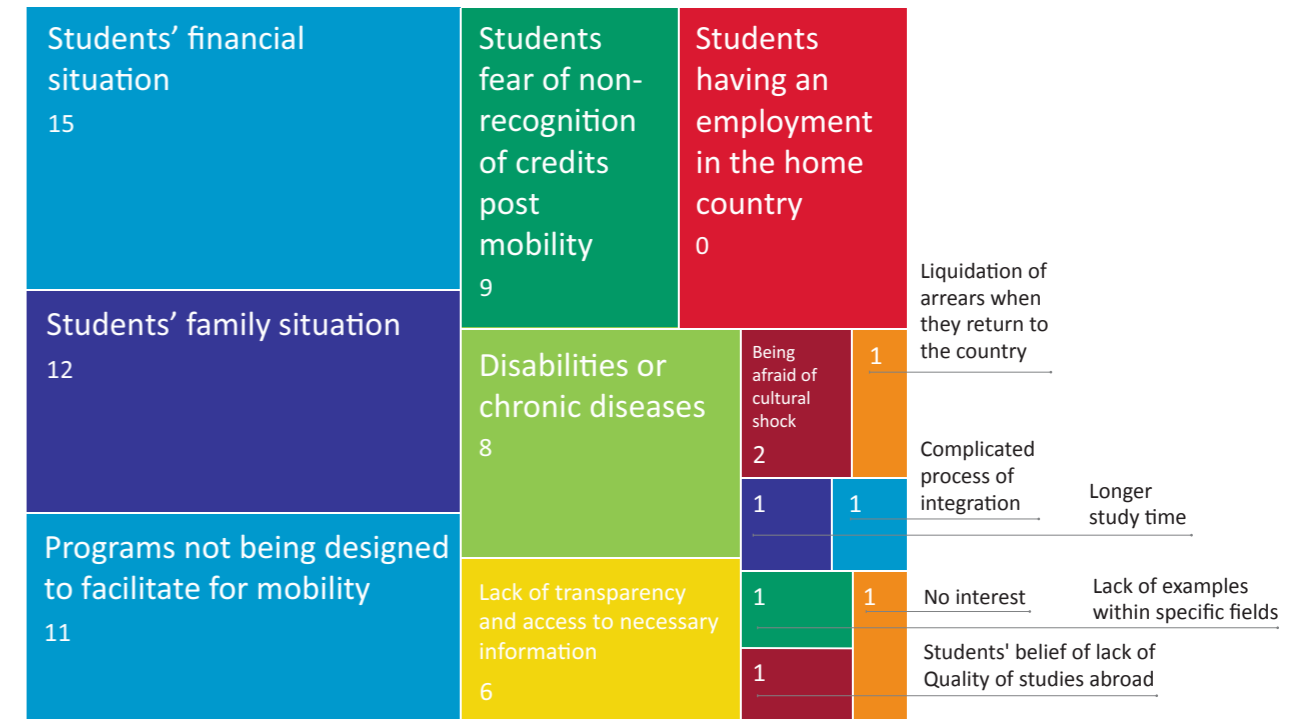 Students’ financial
situation
15
Students’ family situation
12
Programs not being designed
to facilitate for mobility
11
Students
fear of non-
recognition
of credits
post
mobility
9
Students
having an
employment
in the home
country
0
Disabilities or
chronic diseases
8
Lack of transparency
and access to necessary
information
6
Being
afraid of
cultural
shock
2
1
Liquidation of
arrears when
they return to
the country
1
1
Complicated
process of
integration
Longer
study time
1
1
No interest
Lack of examples
within specific fields
1
Students' belief of lack of
Quality of studies abroad